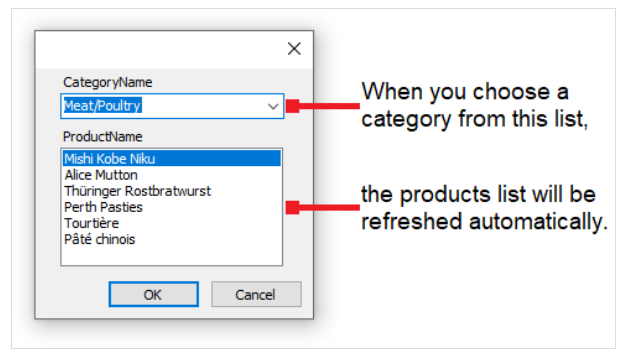 CategoryName
Meat/Poultry
When you choose a
category from this list,
ProductName
Mishi Kobe Niku
Alice Mutton
Thüringer Rostbratwurst
Perth Pasties
Tourtière
Pâté chinois
the products list will be
refreshed automatically.
OK
Cancel